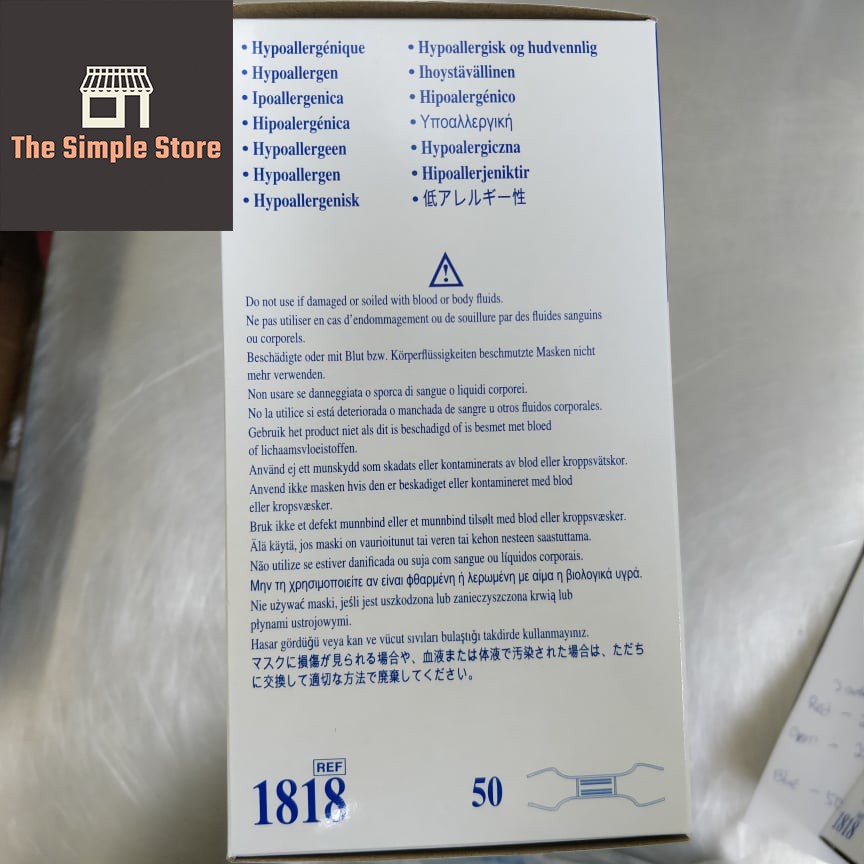 The Simple Store
• Hypoallergénique
• Hypoallergen
• Ipoallergenica
• Hipoalergénica
• Hypoallergeen
• Hypoallergen
• Hypoallergenisk
• Hypoallergisk og hudvennlig
• Ihoystävällinen
• Hipoalergénico
• Υποαλλεργική
• Hypoalergiczna
• Hipoallerjeniktir
• 低アレルギー性
Do not use if damaged or soiled with blood or body fluids.
Ne pas utiliser en cas d'endommagement ou de souillure par des fluides sanguins
ou corporels.
Beschädigte oder mit Blut bzw. Körperflüssigkeiten beschmutzte Masken nicht
mehr verwenden.
Non usare se danneggiata o sporca di sangue o liquidi corporei.
No la utilice si está deteriorada o manchada de sangre u otros fluidos corporales.
Gebruik het product niet als dit is beschadigd of is besmet met bloed
of lichaamsvloeistoffen.
Använd ej ett munskydd som skadats eller kontaminerats av blod eller kroppsvätskor.
Anvend ikke masken hvis den er beskadiget eller kontamineret med blod
eller kropsvæsker.
Bruk ikke et defekt munnbind eller et munnbind tilsølt med blod eller kroppsvæsker.
Älä käytä, jos maski on vaurioitunut tai veren tai kehon nesteen saastuttama.
Não utilize se estiver danificada ou suja com sangue ou líquidos corporais.
Μην τη χρησιμοποιείτε αν είναι φθαρμένη ή λερωμένη με αίμα η βιολογικά υγρά.
Nie używać maski, jeśli jest uszkodzona lub zanieczyszczona krwią lub
płynami ustrojowymi.
Hasar gördüğü veya kan ve vücut sıvıları bulaştığı takdirde kullanmayınız.
マスクに損傷が見られる場合や、血液または体液で汚染された場合は、ただち
に交換して適切な方法で廃棄してください。
REF
1818
50
1818